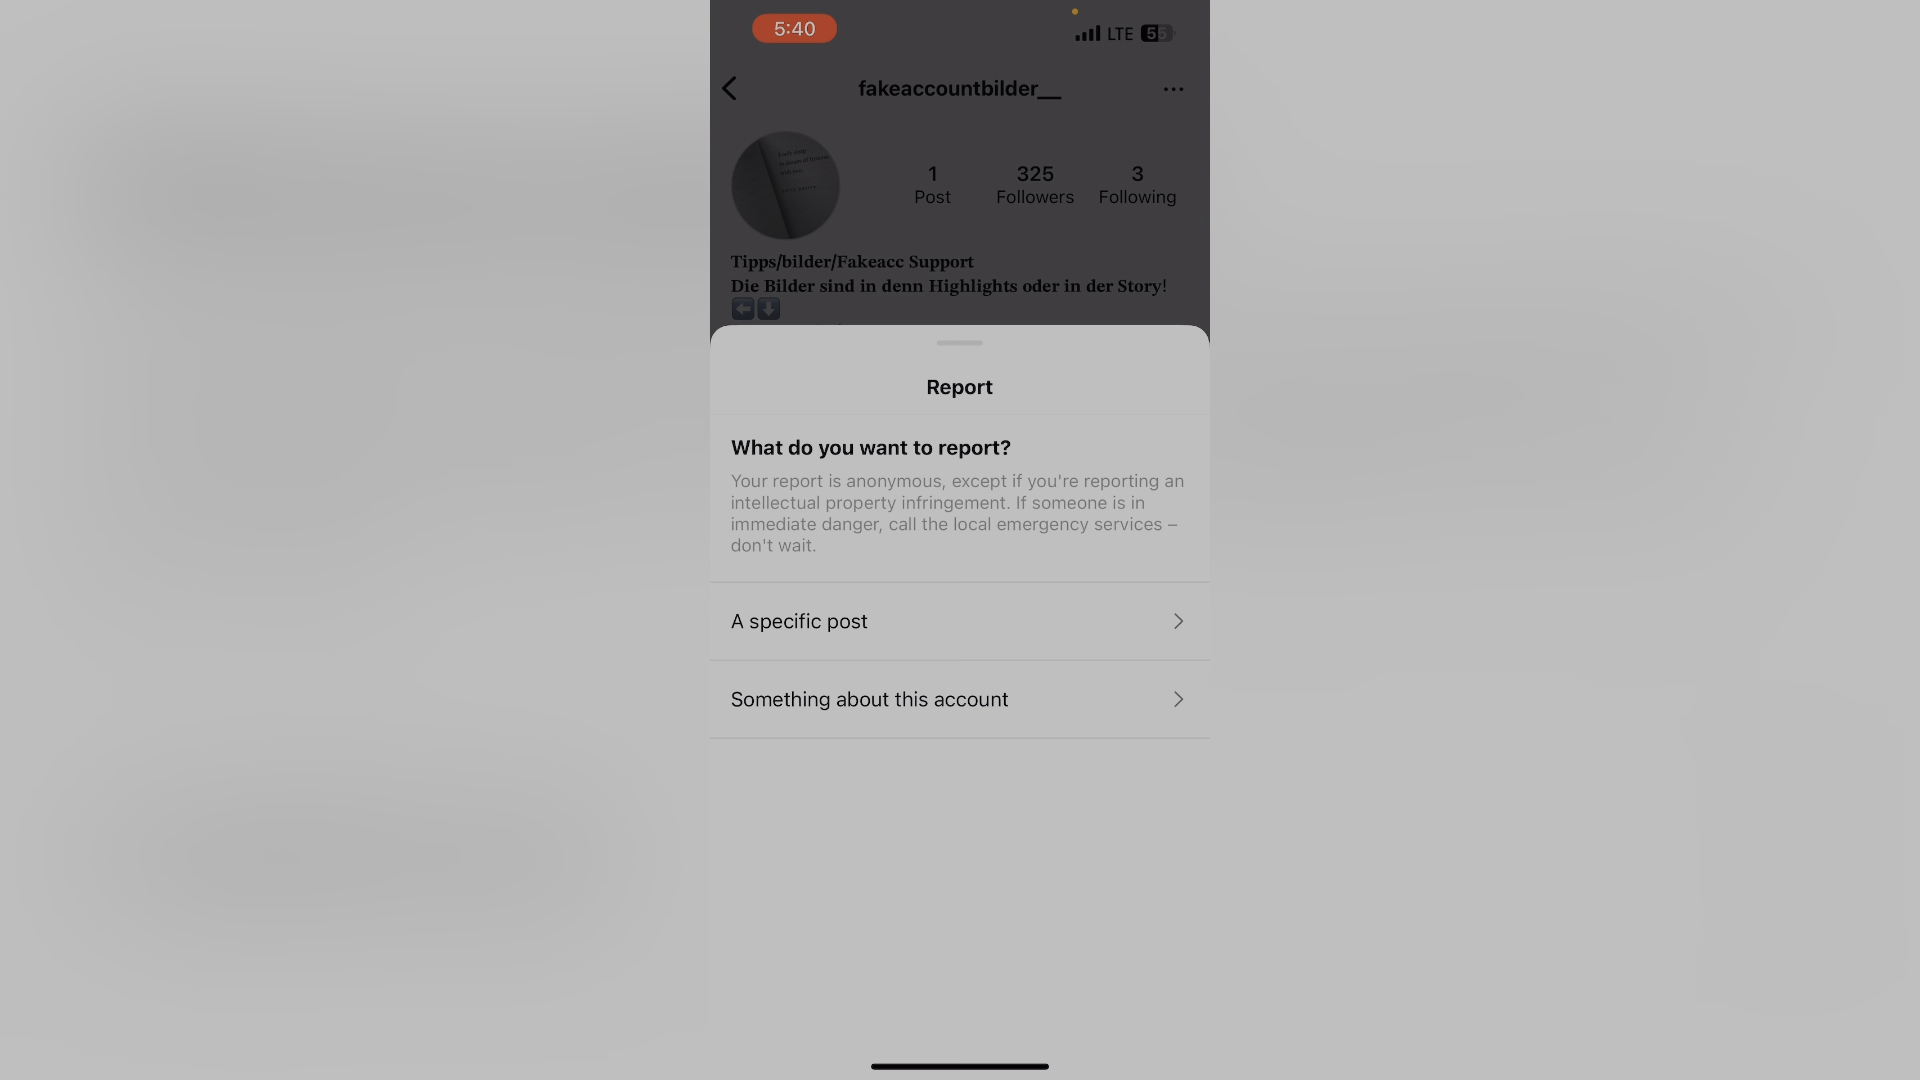 5:40
LTE 55
fakeaccountbilder__
1
Post
325
Followers
3
Following
Tipps/bilder/Fakeacc Support
Die Bilder sind in denn Highlights oder in der Story!
Report
What do you want to report?
Your report is anonymous, except if you're reporting an
intellectual property infringement. If someone is in
immediate danger, call the local emergency services –
don't wait.
A specific post
Something about this account